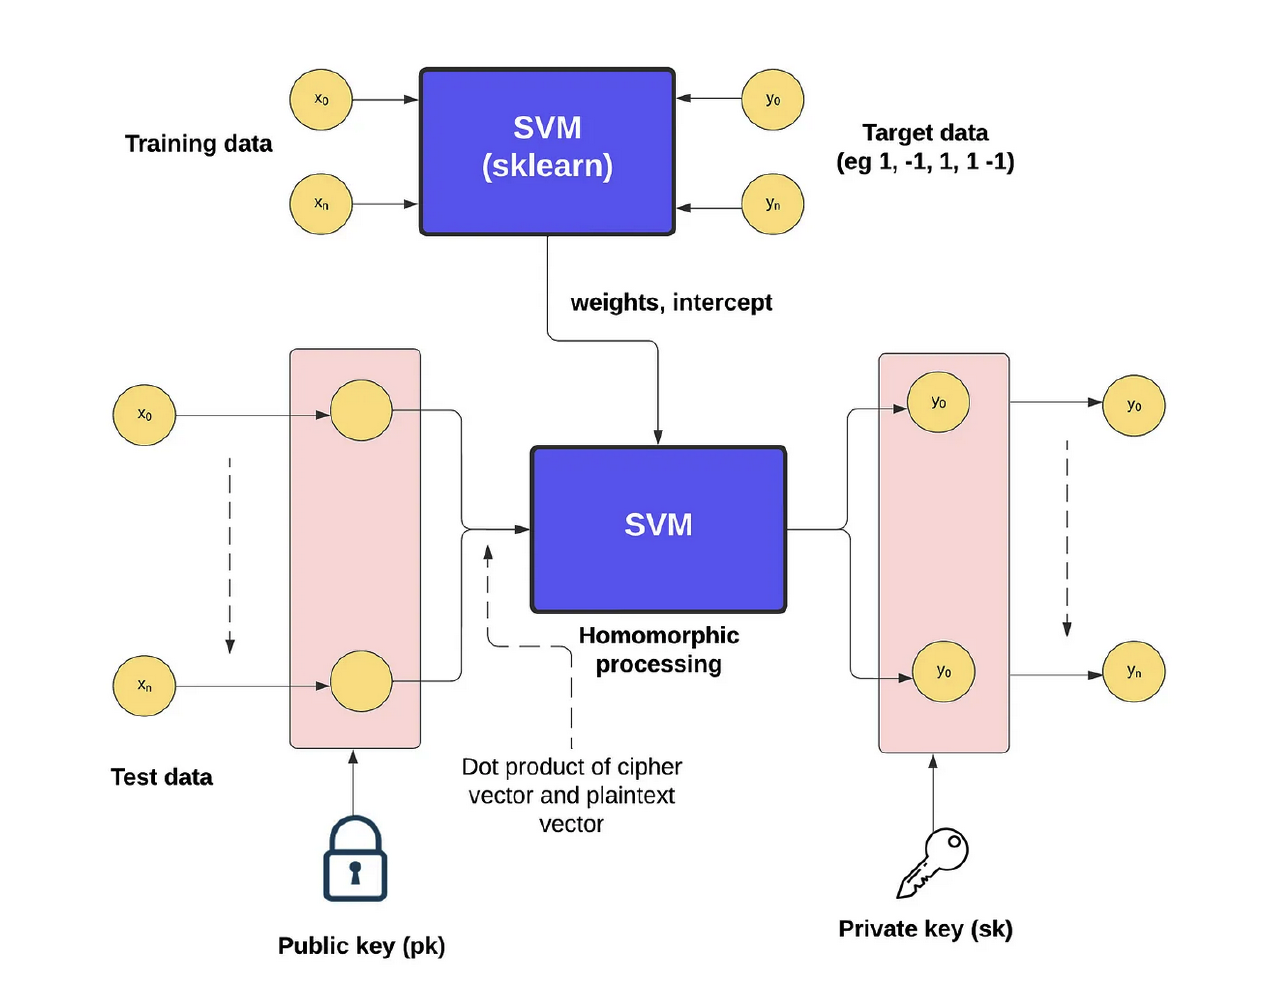 x₀
SVM
(sklearn)
y₀
Training data
Target data
(eg 1, -1, 1, 1 -1)
xₙ
yₙ
weights, intercept
x₀
y₀
y₀
SVM
Homomorphic
processing
xₙ
y₀
yₙ
Test data
Dot product of cipher
vector and plaintext
vector
Public key (pk)
Private key (sk)